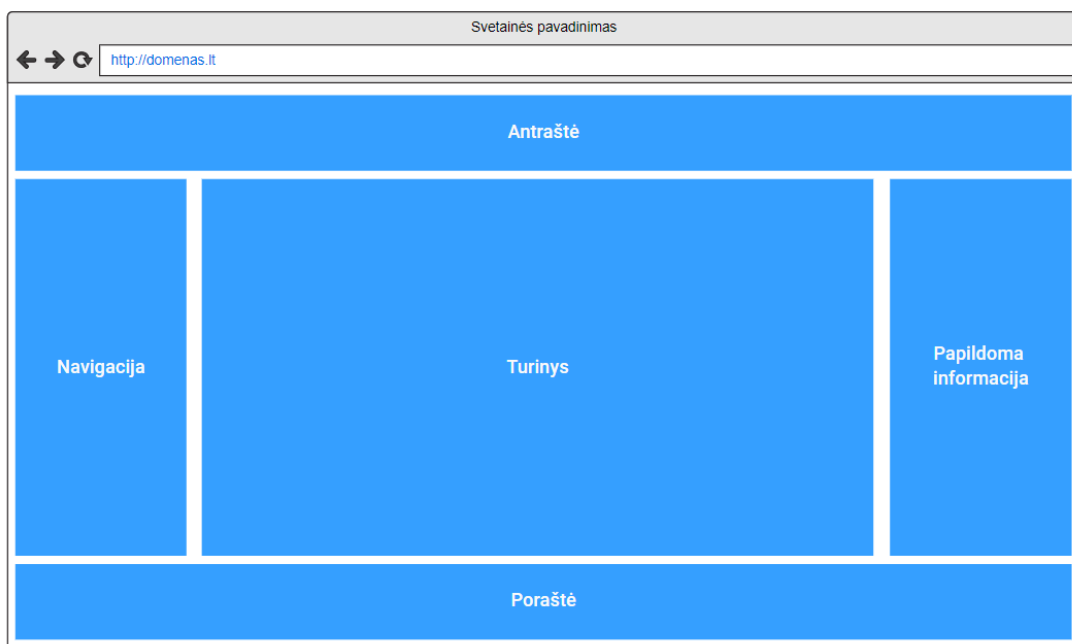 Svetainės pavadinimas
http://domenas.lt
Antraštė
Navigacija
Turinys
Papildoma
informacija
Poraštė